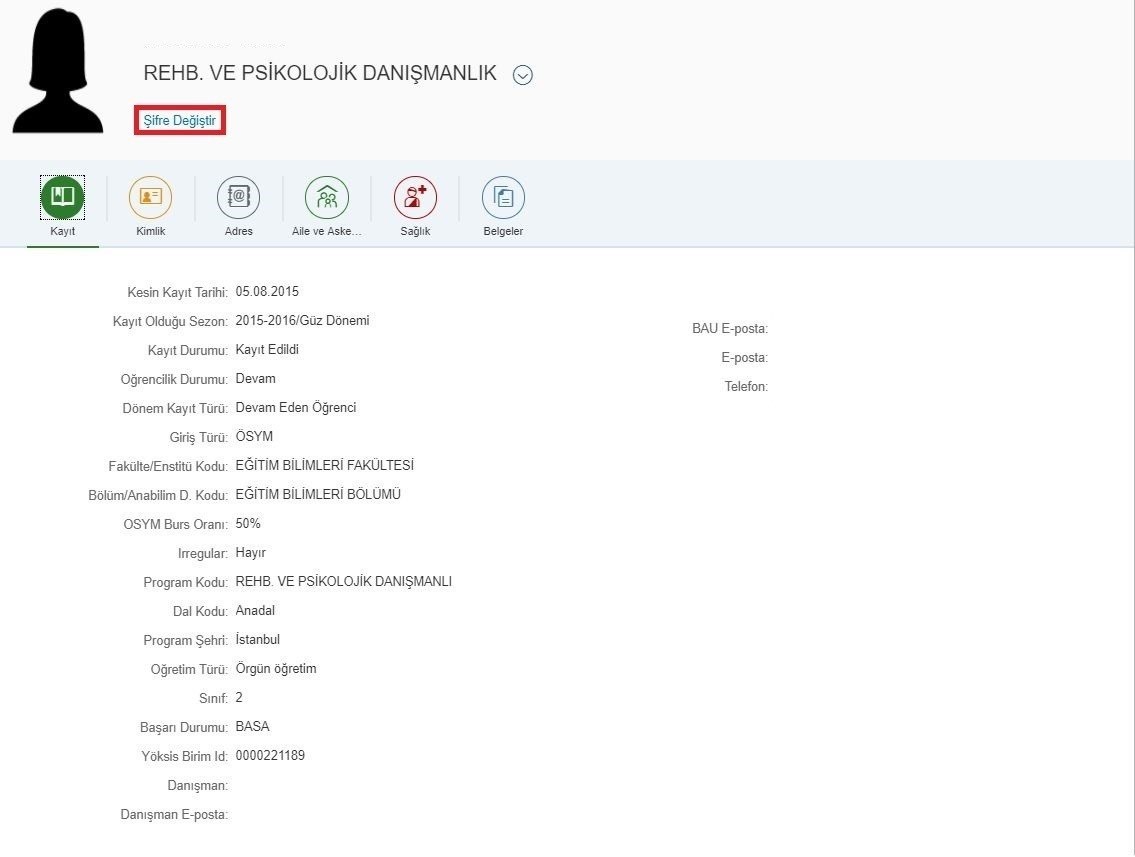 REHB. VE PSİKOLOJİK DANIŞMANLIK
Şifre Değiştir
Kayıt
Kimlik
Adres
Aile ve Aske...
Sağlık
Belgeler
Kesin Kayıt Tarihi: 05.08.2015
Kayıt Olduğu Sezon: 2015-2016/Güz Dönemi
Kayıt Durumu: Kayıt Edildi
Oğrencilik Durumu: Devam
Dönem Kayıt Türü: Devam Eden Öğrenci
Giriş Türü: ÖSYM
Fakülte/Enstitü Kodu: EĞİTİM BİLİMLERİ FAKÜLTESİ
Bölüm/Anabilim D. Kodu: EĞİTİM BİLİMLERİ BÖLÜMÜ
OSYM Burs Oranı: 50%
Irregular: Hayır
Program Kodu: REHB. VE PSİKOLOJİK DANIŞMANLI
Dal Kodu: Anadal
Program Şehri: İstanbul
Oğretim Türü: Örgün öğretim
Sınıf: 2
Başarı Durumu: BASA
Yöksis Birim Id: 0000221189
Danışman:
Danışman E-posta:
BAU E-posta:
E-posta:
Telefon: